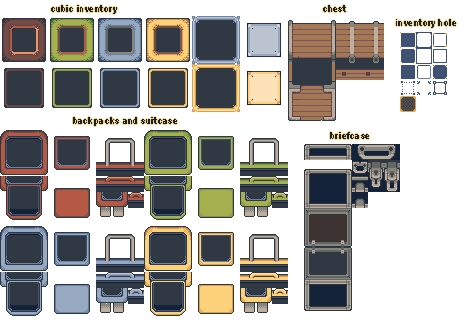 cubic inventory
chest
inventory hole
backpacks and suitcase
briefcase